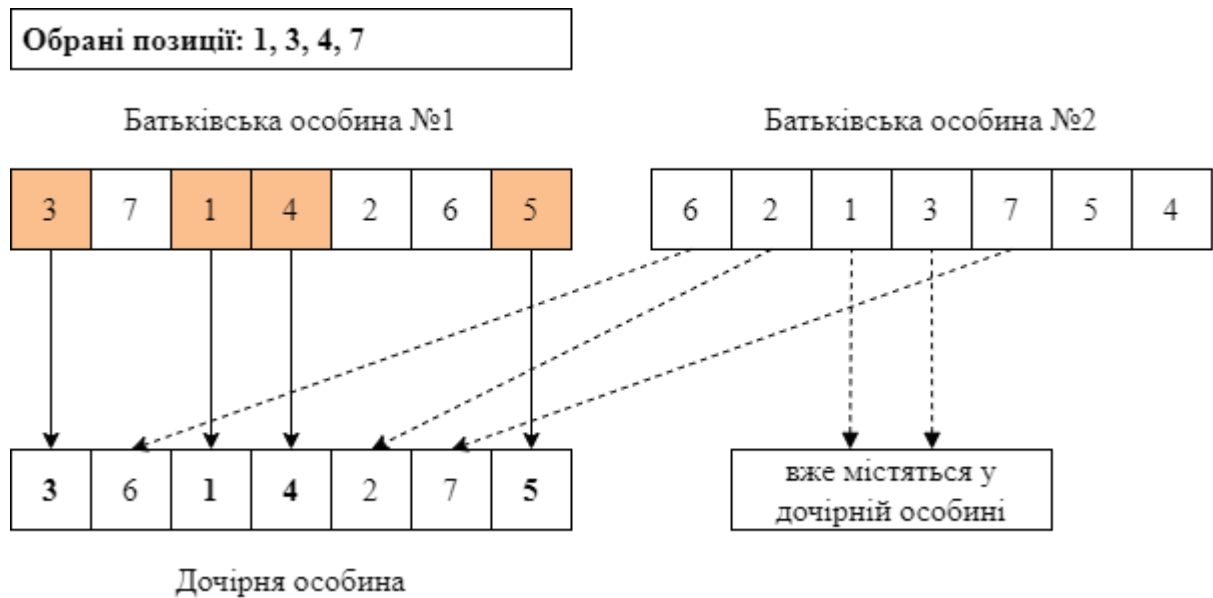 Обрані позиції: 1, 3, 4, 7
Батьківська особина №1
Батьківська особина №2
3 7 1 4 2 6 5
6 2 1 3 7 5 4
3 6 1 4 2 7 5
вже містяться у
дочірній особині
Дочірня особина